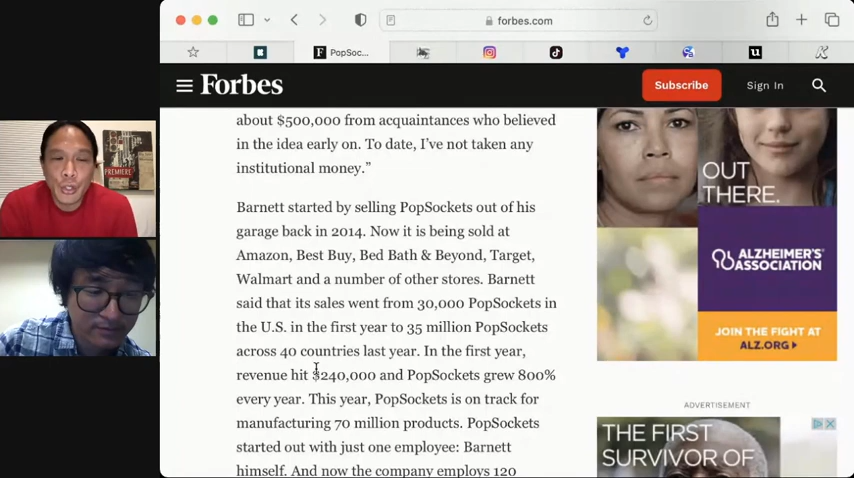 forbes.com
PopSoc...
Forbes
Subscribe
Sign In
about $500,000 from acquaintances who believed
in the idea early on. To date, I've not taken any
institutional money."
Barnett started by selling PopSockets out of his
garage back in 2014. Now it is being sold at
Amazon, Best Buy, Bed Bath & Beyond, Target,
Walmart and a number of other stores. Barnett
said that its sales went from 30,000 PopSockets in
the U.S. in the first year to 35 million PopSockets
across 40 countries last year. In the first year,
revenue hit $240,000 and PopSockets grew 800%
every year. This year, PopSockets is on track for
manufacturing 70 million products. PopSockets
started out with just one employee: Barnett
himself. And now the company employs 120
OUT
THERE.
ALZHEIMER'S
ASSOCIATION
JOIN THE FIGHT AT
ALZ.ORG
ADVERTISEMENT
THE FIRST
SURVIVOR OF
PREMIERE